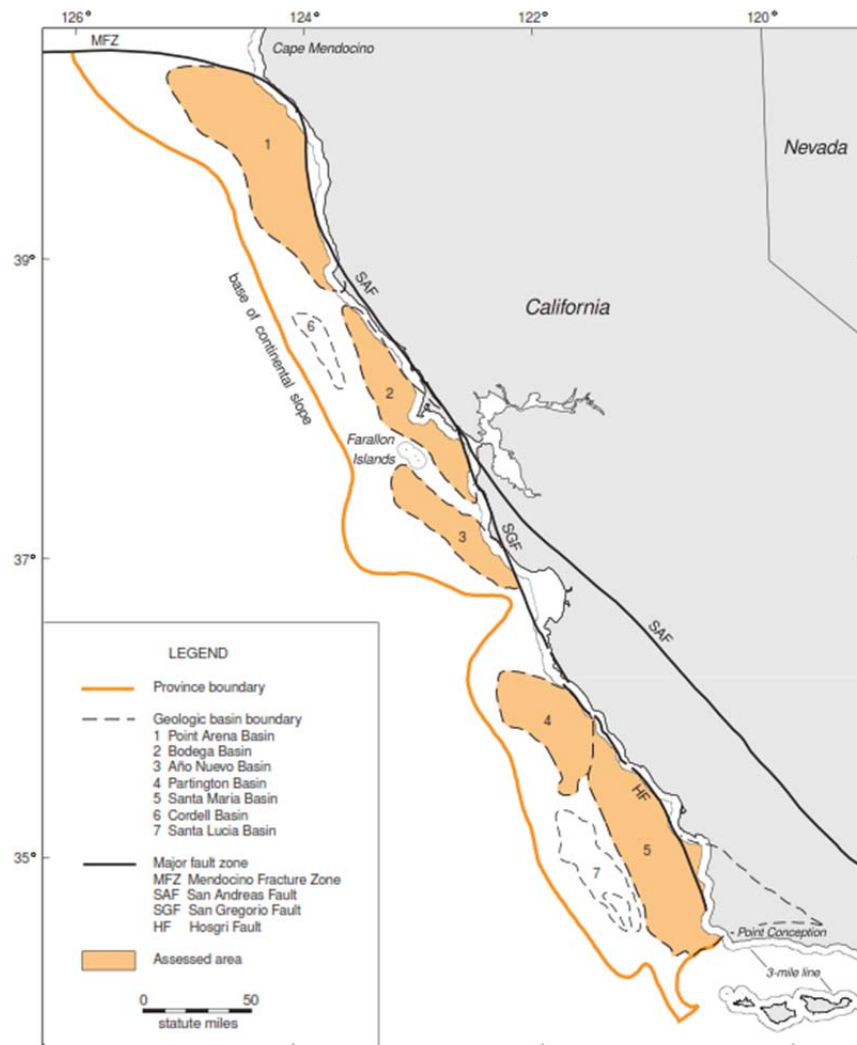 126°
124°
122°
120°
MFZ
Cape Mendocino
1
Nevada
39°
SAF
base of continental slope
6
California
2
Farallon
Islands
3
SGF
37°
SAF
LEGEND
Province boundary
Geologic basin boundary
1 Point Arena Basin
2 Bodega Basin
3 Año Nuevo Basin
4 Partington Basin
5 Santa Maria Basin
6 Cordell Basin
7 Santa Lucia Basin
Major fault zone
MFZ Mendocino Fracture Zone
SAF San Andreas Fault
SGF San Gregorio Fault
HF Hosgri Fault
Assessed area
0 50
statute miles
4
HF
5
35°
7
Point Conception
3-mile line